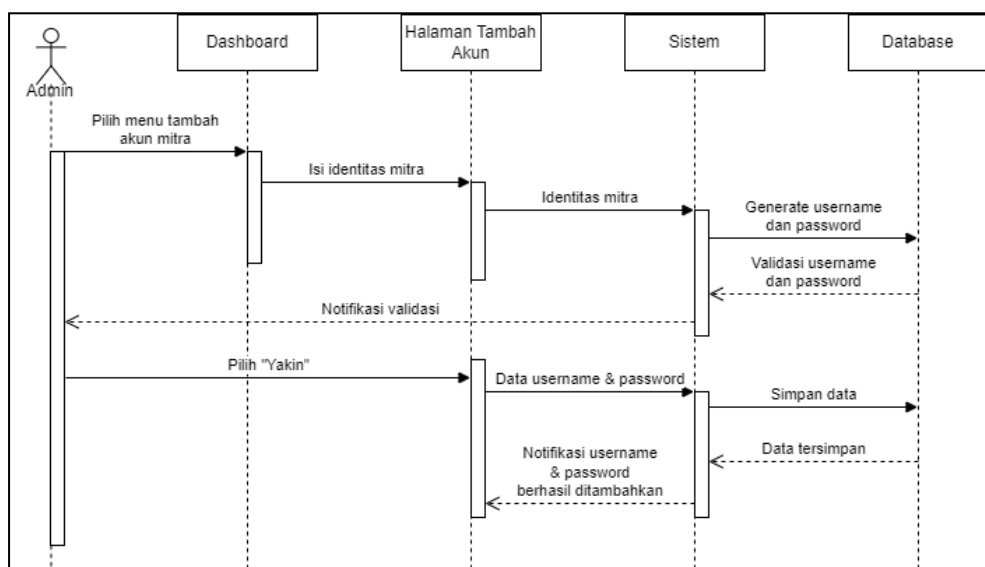 Dashboard
Halaman Tambah
Akun
Sistem
Database
Admin
Pilih menu tambah
akun mitra
Isi identitas mitra
Identitas mitra
Generate username
dan password
Validasi username
dan password
Notifikasi validasi
Pilih "Yakin"
Data username & password
Simpan data
Data tersimpan
Notifikasi username
& password
berhasil ditambahkan